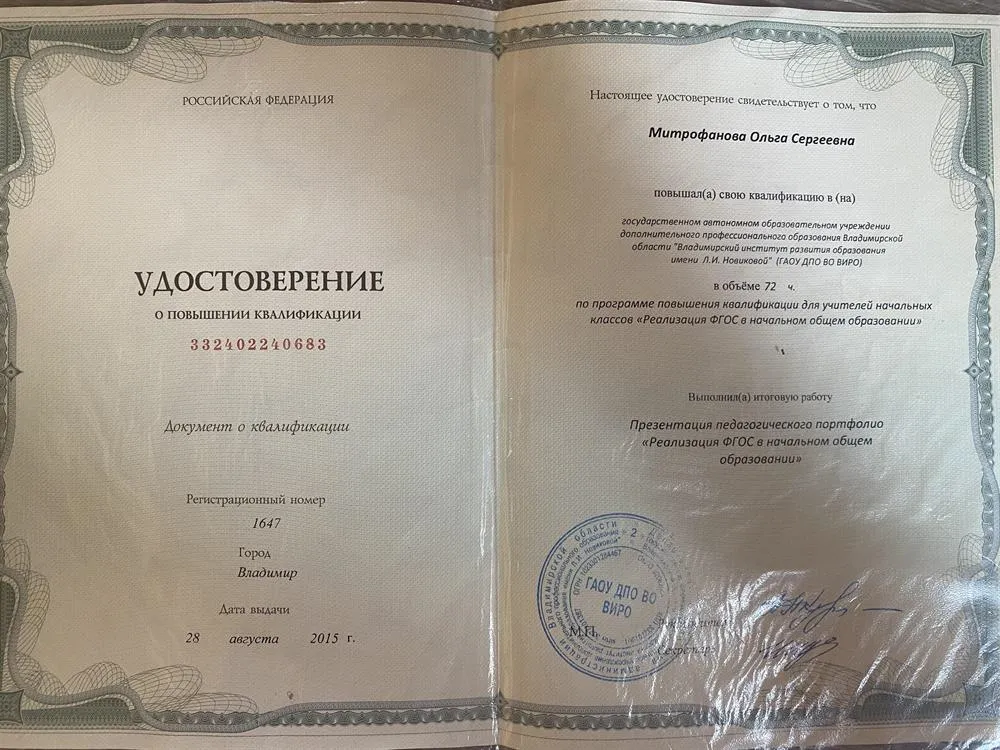 РОССИЙСКАЯ ФЕДЕРАЦИЯ
УДОСТОВЕРЕНИЕ
О ПОВЫШЕНИИ КВАЛИФИКАЦИИ
332402240683
Документ о квалификации
Регистрационный номер
1647
Город
Владимир
Дата выдачи
28 августа 2015 г.
Настоящее удостоверение свидетельствует о том, что
Митрофанова Ольга Сергеевна
повышал(а) свою квалификацию в (на)
государственном автономном образовательном учреждении
дополнительного профессионального образования Владимирской
области "Владимирский институт развития образования
имени Л.И. Новиковой" (ГАОУ ДПО ВО ВИРО)
в объёме 72 ч.
по программе повышения квалификации для учителей начальных
классов «Реализация ФГОС в начальном общем образовании»
Выполнил(а) итоговую работу
Презентация педагогического портфолио
«Реализация ФГОС в начальном общем
образовании»
ГАОУ ДПО ВО
ВИРО
М.П.
Секретарь